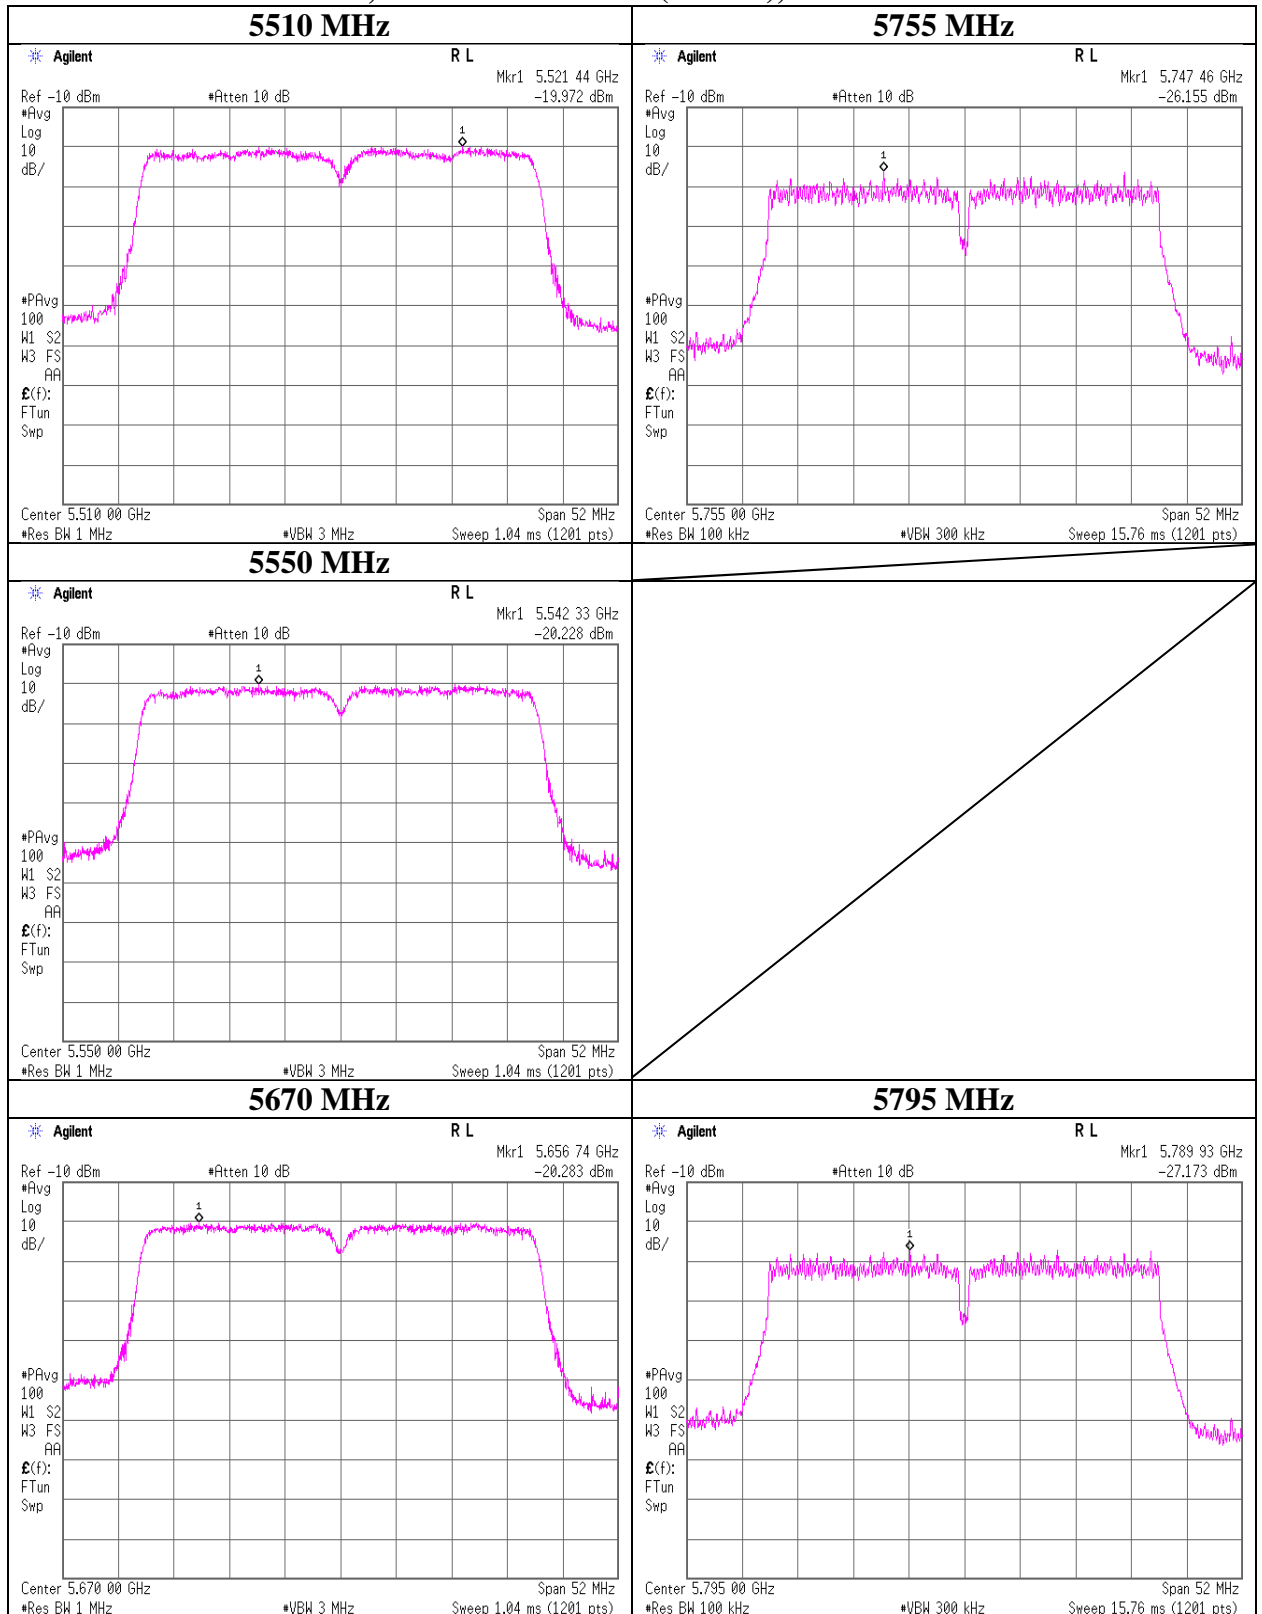 5510 MHz
Agilent R L
Mkr1 5.521 44 GHz
Ref -10 dBm #Atten 10 dB -19.972 dBm
#Avg
Log
10
dB/
1
#PAvg
100
W1 S2
W3 FS
AA
£(f):
FTun
Swp
Center 5.510 00 GHz Span 52 MHz
#Res BW 1 MHz #VBW 3 MHz Sweep 1.04 ms (1201 pts)
5755 MHz
Agilent R L
Mkr1 5.747 46 GHz
Ref -10 dBm #Atten 10 dB -26.155 dBm
#Avg
Log
10
dB/
1
#PAvg
100
W1 S2
W3 FS
AA
£(f):
FTun
Swp
Center 5.755 00 GHz Span 52 MHz
#Res BW 100 kHz #VBW 300 kHz Sweep 15.76 ms (1201 pts)
5550 MHz
Agilent R L
Mkr1 5.542 33 GHz
Ref -10 dBm #Atten 10 dB -20.228 dBm
#Avg
Log
10
dB/
1
#PAvg
100
W1 S2
W3 FS
AA
£(f):
FTun
Swp
Center 5.550 00 GHz Span 52 MHz
#Res BW 1 MHz #VBW 3 MHz Sweep 1.04 ms (1201 pts)
5670 MHz
Agilent R L
Mkr1 5.656 74 GHz
Ref -10 dBm #Atten 10 dB -20.283 dBm
#Avg
Log
10
dB/
1
#PAvg
100
W1 S2
W3 FS
AA
£(f):
FTun
Swp
Center 5.670 00 GHz Span 52 MHz
#Res BW 1 MHz #VBW 3 MHz Sweep 1.04 ms (1201 pts)
5795 MHz
Agilent R L
Mkr1 5.789 93 GHz
Ref -10 dBm #Atten 10 dB -27.173 dBm
#Avg
Log
10
dB/
1
#PAvg
100
W1 S2
W3 FS
AA
£(f):
FTun
Swp
Center 5.795 00 GHz Span 52 MHz
#Res BW 100 kHz #VBW 300 kHz Sweep 15.76 ms (1201 pts)